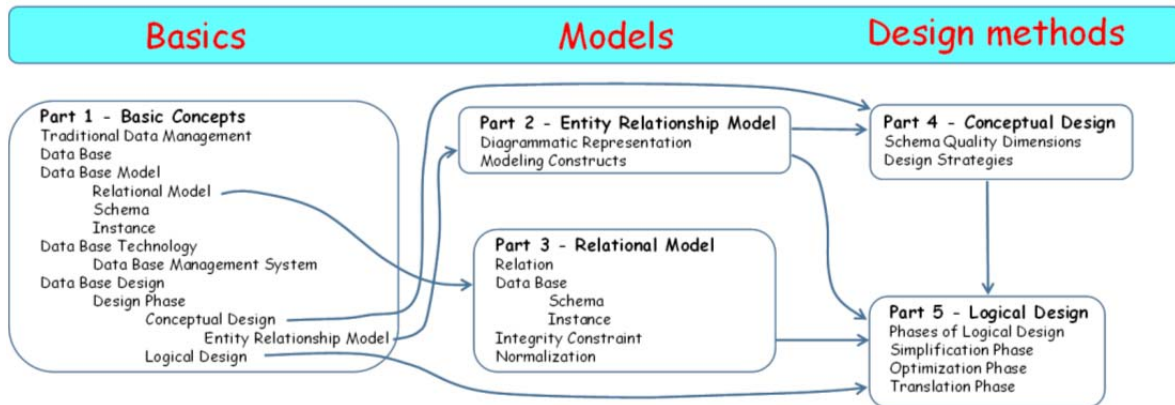 Basics
Models
Design methods
Part 1 - Basic Concepts
Traditional Data Management
Data Base
Data Base Model
Relational Model
Schema
Instance
Data Base Technology
Data Base Management System
Data Base Design
Design Phase
Conceptual Design
Entity Relationship Model
Logical Design
Part 2 - Entity Relationship Model
Diagrammatic Representation
Modeling Constructs
Part 3 - Relational Model
Relation
Data Base
Schema
Instance
Integrity Constraint
Normalization
Part 4 - Conceptual Design
Schema Quality Dimensions
Design Strategies
Part 5 - Logical Design
Phases of Logical Design
Simplification Phase
Optimization Phase
Translation Phase